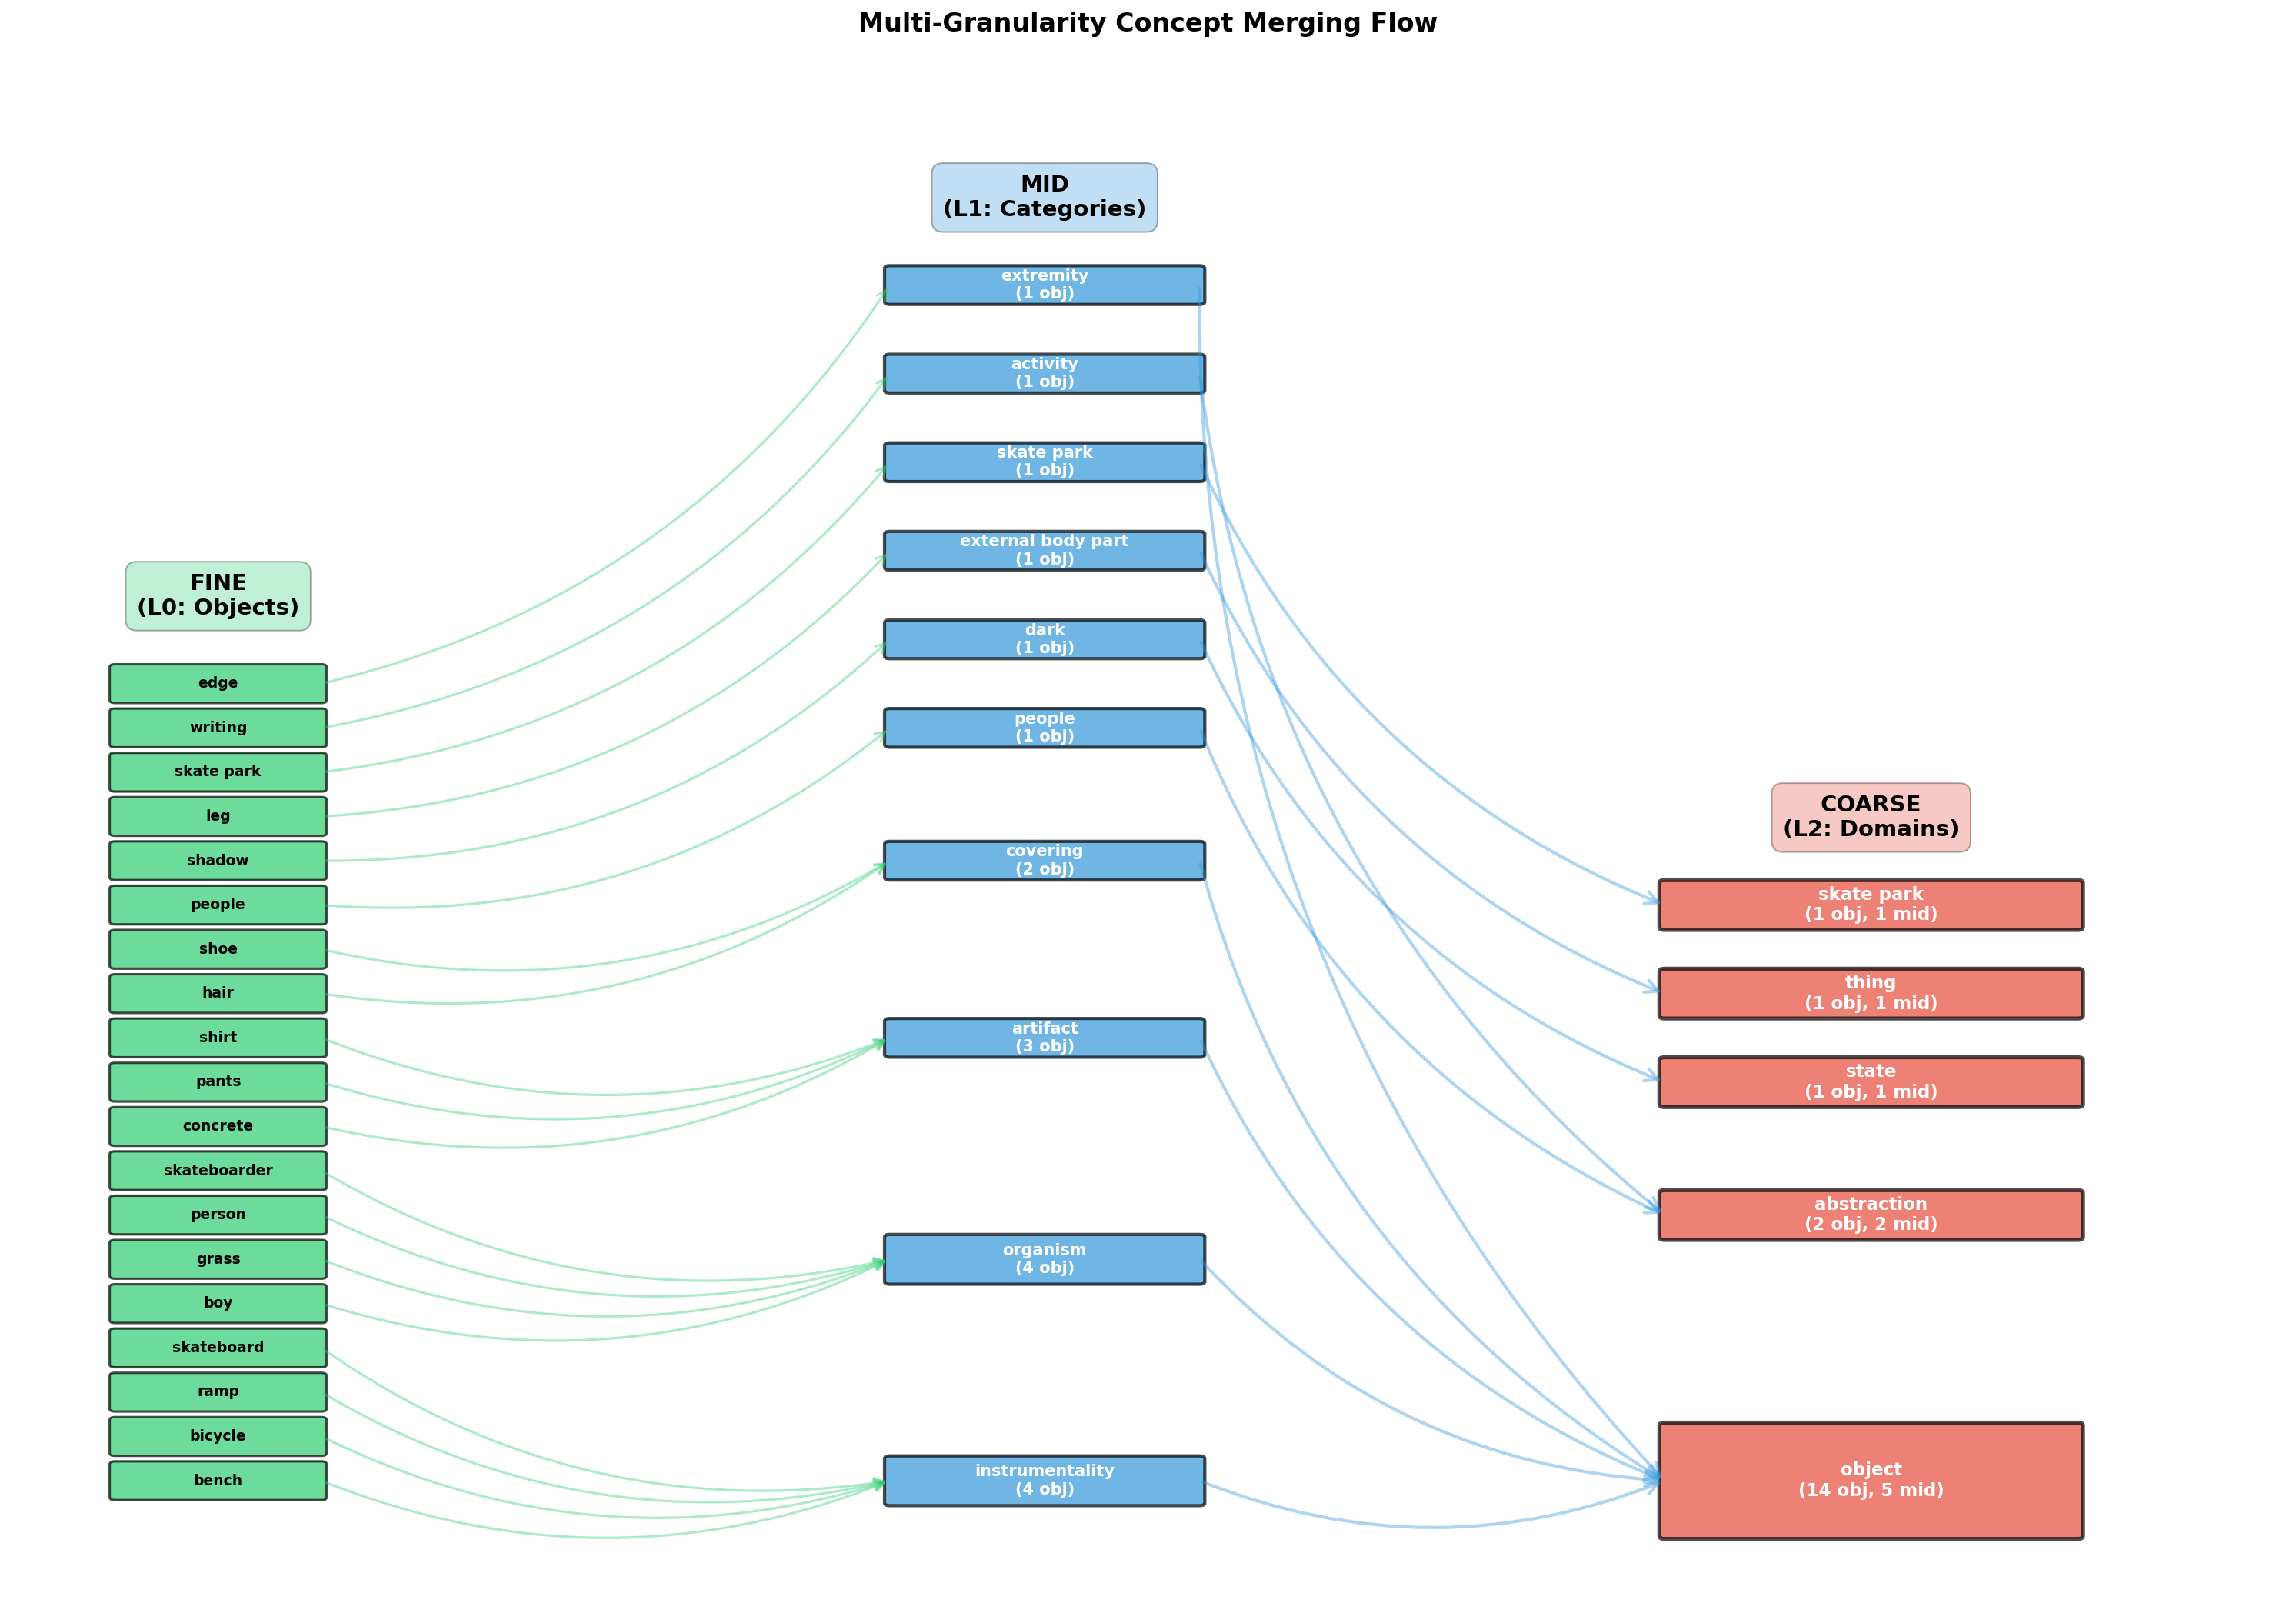 Multi-Granularity Concept Merging Flow
FINE
(L0: Objects)
edge
writing
skate park
leg
shadow
people
shoe
hair
shirt
pants
concrete
skateboarder
person
grass
boy
skateboard
ramp
bicycle
bench
MID
(L1: Categories)
extremity
(1 obj)
activity
(1 obj)
skate park
(1 obj)
external body part
(1 obj)
dark
(1 obj)
people
(1 obj)
covering
(2 obj)
artifact
(3 obj)
organism
(4 obj)
instrumentality
(4 obj)
COARSE
(L2: Domains)
skate park
(1 obj, 1 mid)
thing
(1 obj, 1 mid)
state
(1 obj, 1 mid)
abstraction
(2 obj, 2 mid)
object
(14 obj, 5 mid)